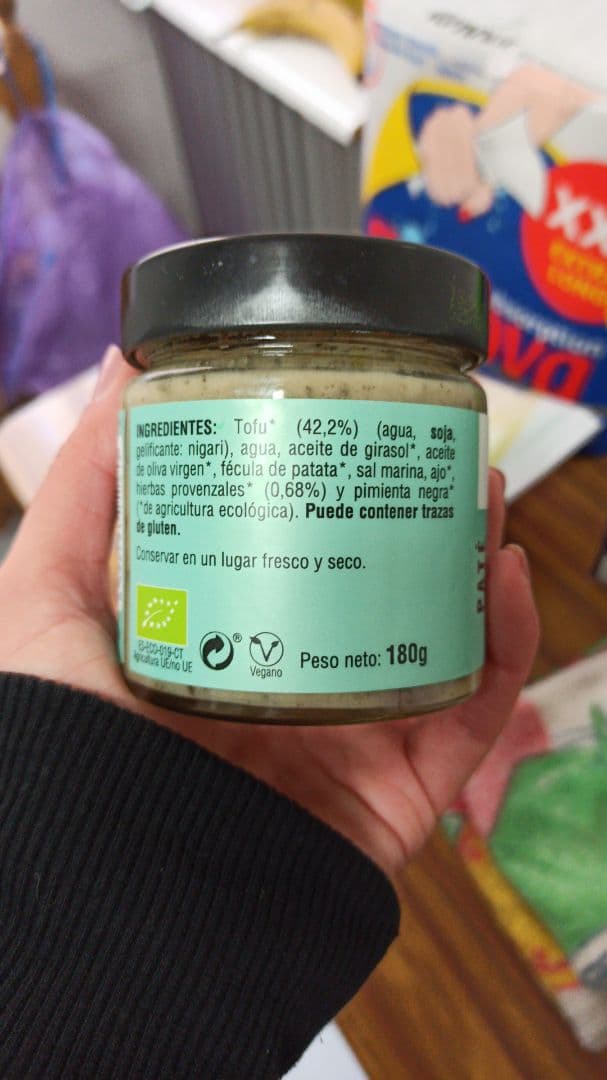 INGREDIENTES: Tofu* (42,2%) (agua, soja,
gelificante: nigari), agua, aceite de girasol*, aceite
de oliva virgen*, fécula de patata*, sal marina, ajo*,
hierbas provenzales* (0,68%) y pimienta negra*
(*de agricultura ecológica). Puede contener trazas
de gluten.
Conservar en un lugar fresco y seco.
ES-ECO-019-CT
Agricultura UE/no UE
®
V
Vegano
Peso neto: 180g
PATÉ
XX